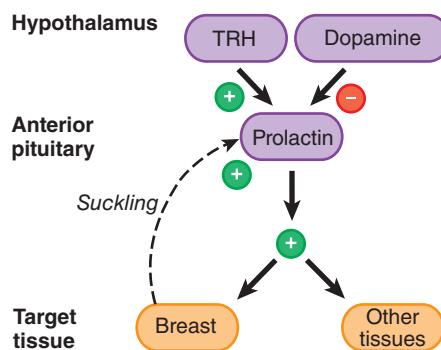 Hypothalamus
TRH
Dopamine
+
−
Anterior
pituitary
Prolactin
+
Suckling
+
Target
tissue
Breast
Other
tissues